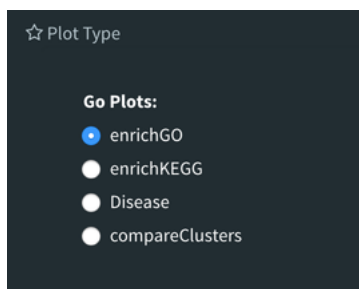 Plot Type
Go Plots:
enrichGO
enrichKEGG
Disease
compareClusters